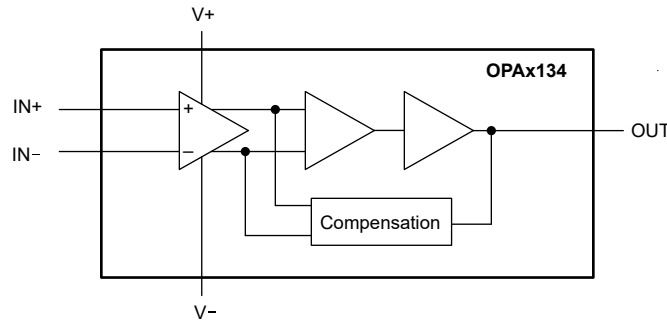 V+
OPAx134
IN+
+
IN−
−
OUT
Compensation
V−